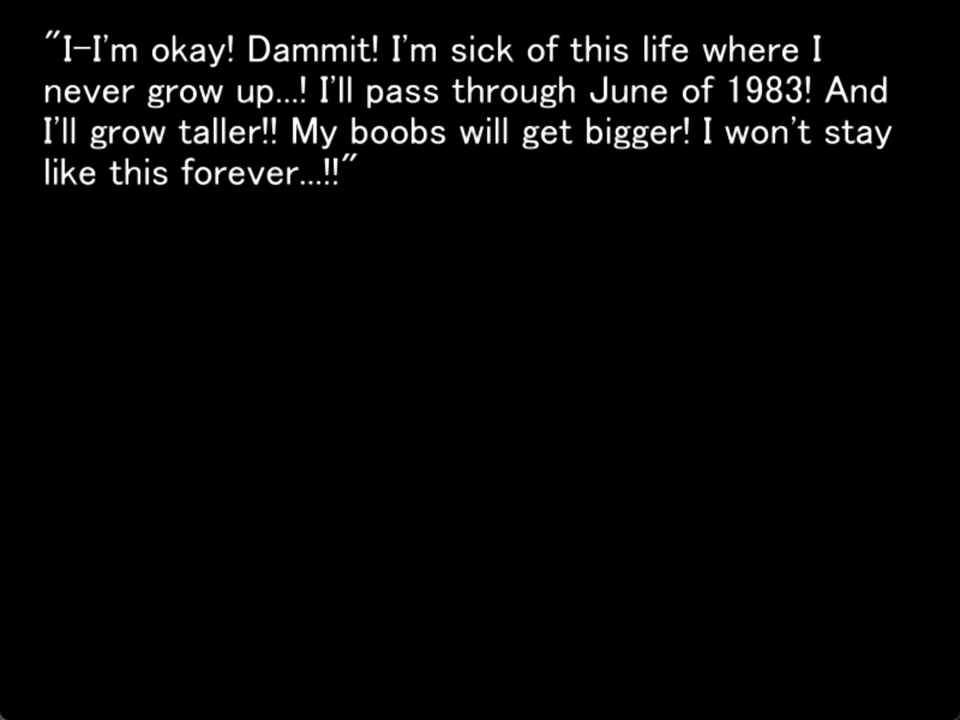 "I-I'm okay! Dammit! I'm sick of this life where I
never grow up...! I'll pass through June of 1983! And
I'll grow taller!! My boobs will get bigger! I won't stay
like this forever...!!"